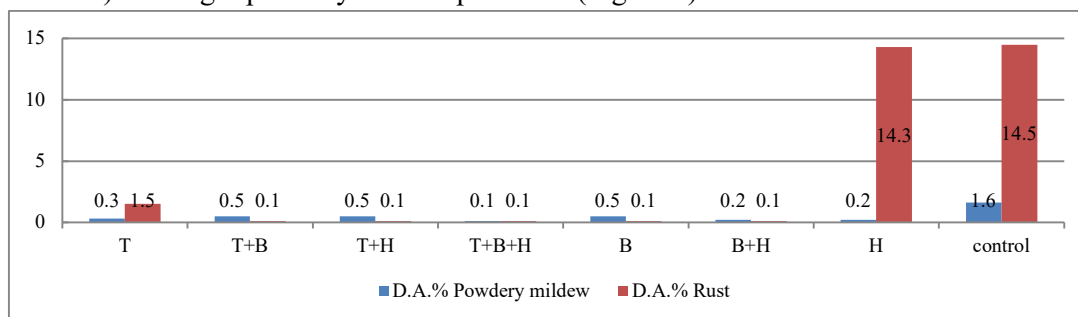 15
14.3 14.5
10
5
0.3 1.5 0.5 0.1 0.5 0.1 0.1 0.1 0.5 0.1 0.2 0.1 0.2 1.6
0
T T+B T+H T+B+H B B+H H control
D.A.% Powdery mildew D.A.% Rust